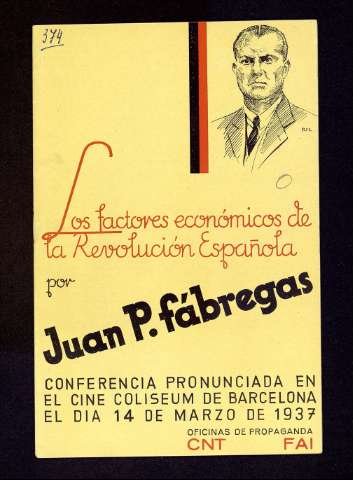 374
Los factores económicos de
la Revolución Española
por
Juan P. fábregas
CONFERENCIA PRONUNCIADA EN
EL CINE COLISEUM DE BARCELONA
EL DIA 14 DE MARZO DE 1937
OFICINAS DE PROPAGANDA
CNT FAI